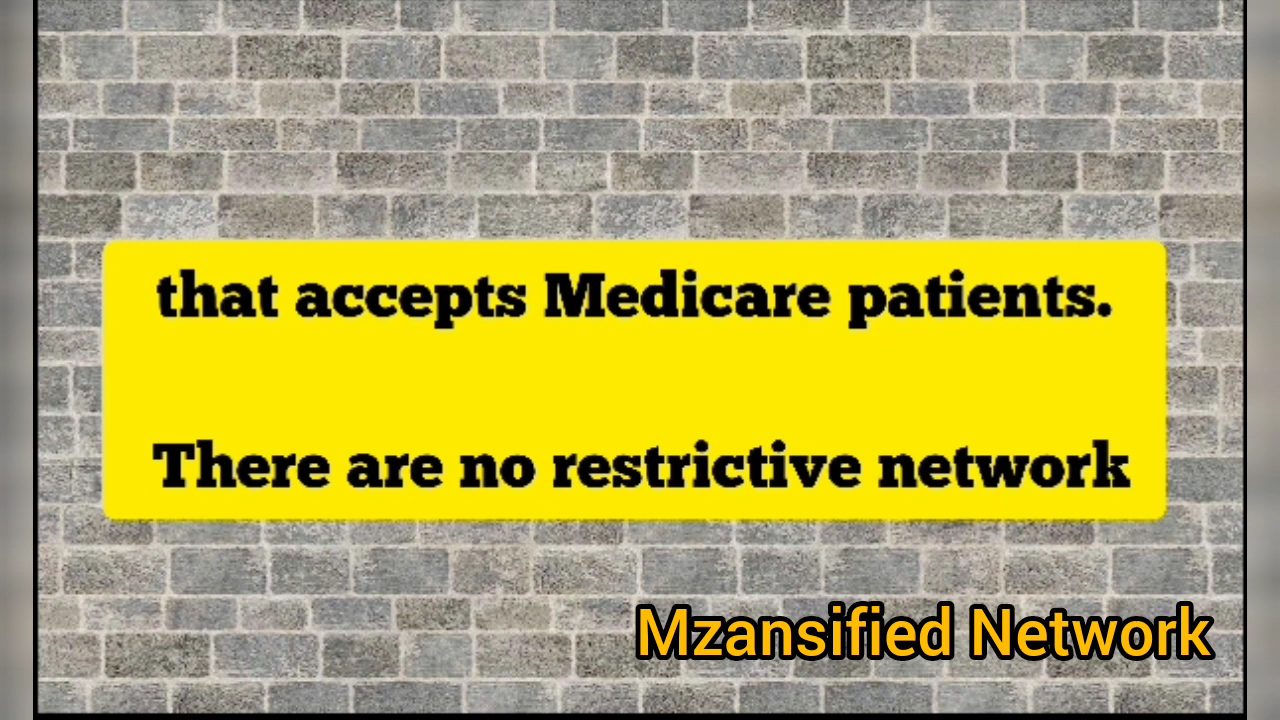 that accepts Medicare patients.
There are no restrictive network
Mzansified Network